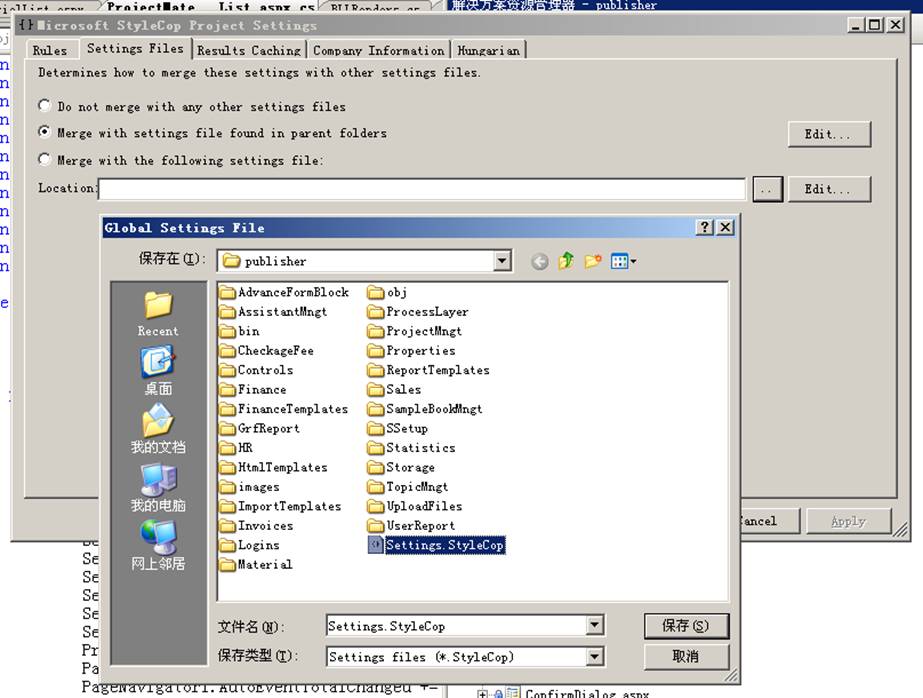 ProjectMate_List.aspx.cs
解决方案资源管理器 - publisher
Microsoft StyleCop Project Settings
Rules Settings Files Results Caching Company Information Hungarian
Determines how to merge these settings with other settings files.
Do not merge with any other settings files
Merge with settings file found in parent folders
Edit...
Merge with the following settings file:
Location:
..
Edit...
Global Settings File
保存在(I):
publisher
Recent
桌面
我的文档
我的电脑
网上邻居
AdvanceFormBlock
AssistantMngt
bin
CheckageFee
Controls
Finance
FinanceTemplates
GrfReport
HR
HtmlTemplates
images
ImportTemplates
Invoices
Logins
Material
obj
ProcessLayer
ProjectMngt
Properties
ReportTemplates
Sales
SampleBookMngt
SSetup
Statistics
Storage
TopicMngt
UploadFiles
UserReport
Settings.StyleCop
Cancel
Apply
文件名(N):
Settings.StyleCop
保存(S)
保存类型(T):
Settings files (*.StyleCop)
取消
PageNavigator1.AutoEventTotalChanged +=
ConfirmDialog.aspx